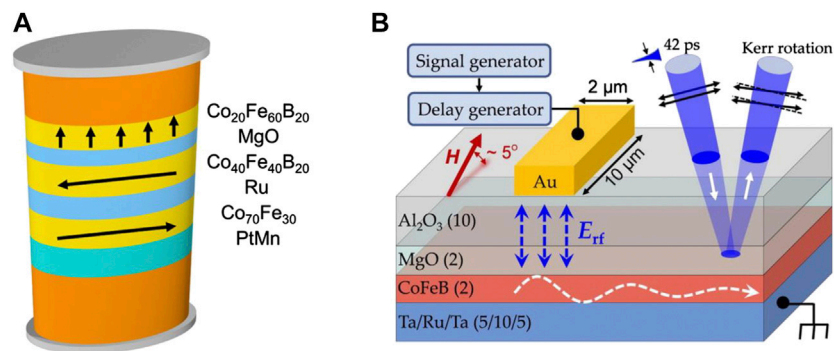 A
Co₂₀Fe₆₀B₂₀
MgO
Co₄₀Fe₄₀B₂₀
Ru
Co₇₀Fe₃₀
PtMn
B
Signal generator
Delay generator
42 ps
Kerr rotation
2 µm
10 µm
H
~ 5°
Au
Al₂O₃ (10)
E_rf
MgO (2)
CoFeB (2)
Ta/Ru/Ta (5/10/5)